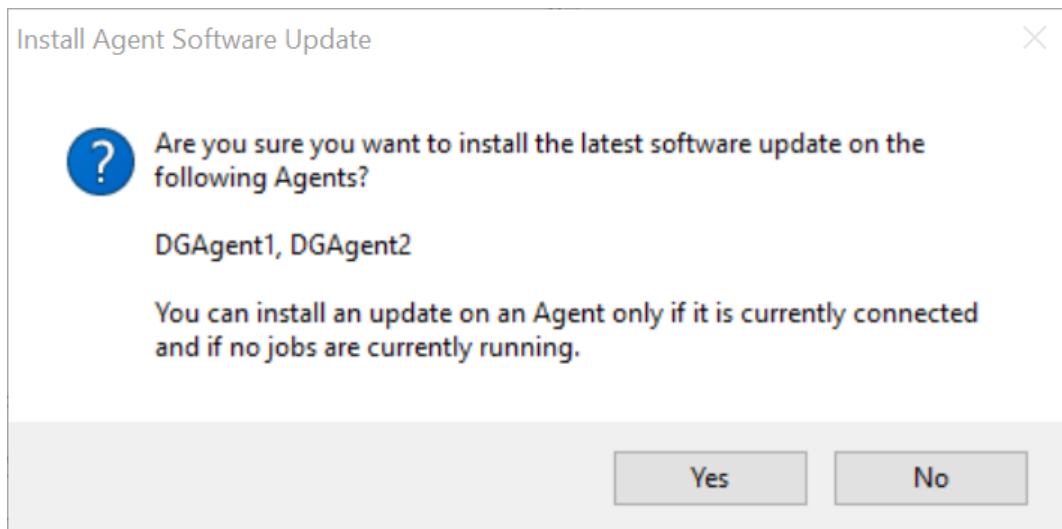 Install Agent Software Update
?
Are you sure you want to install the latest software update on the
following Agents?
DGAgent1, DGAgent2
You can install an update on an Agent only if it is currently connected
and if no jobs are currently running.
Yes
No